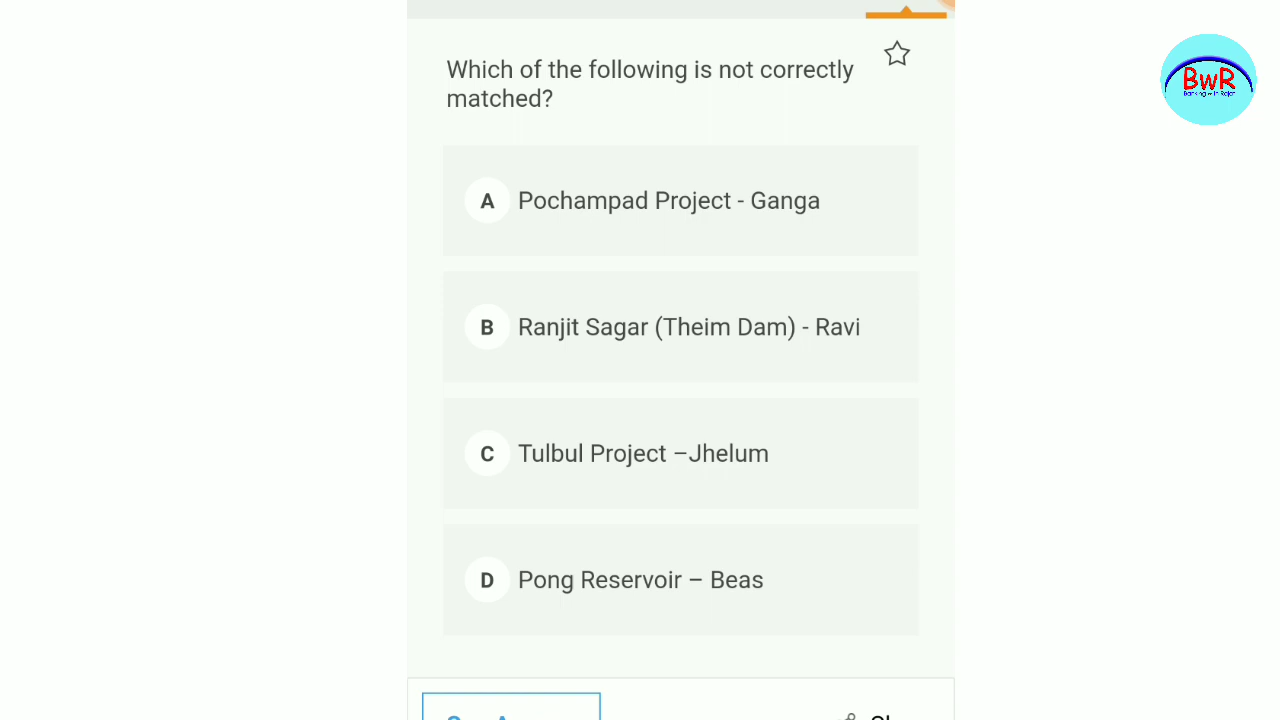 Which of the following is not correctly
matched?
A Pochampad Project - Ganga
B Ranjit Sagar (Theim Dam) - Ravi
C Tulbul Project –Jhelum
D Pong Reservoir – Beas
BwR